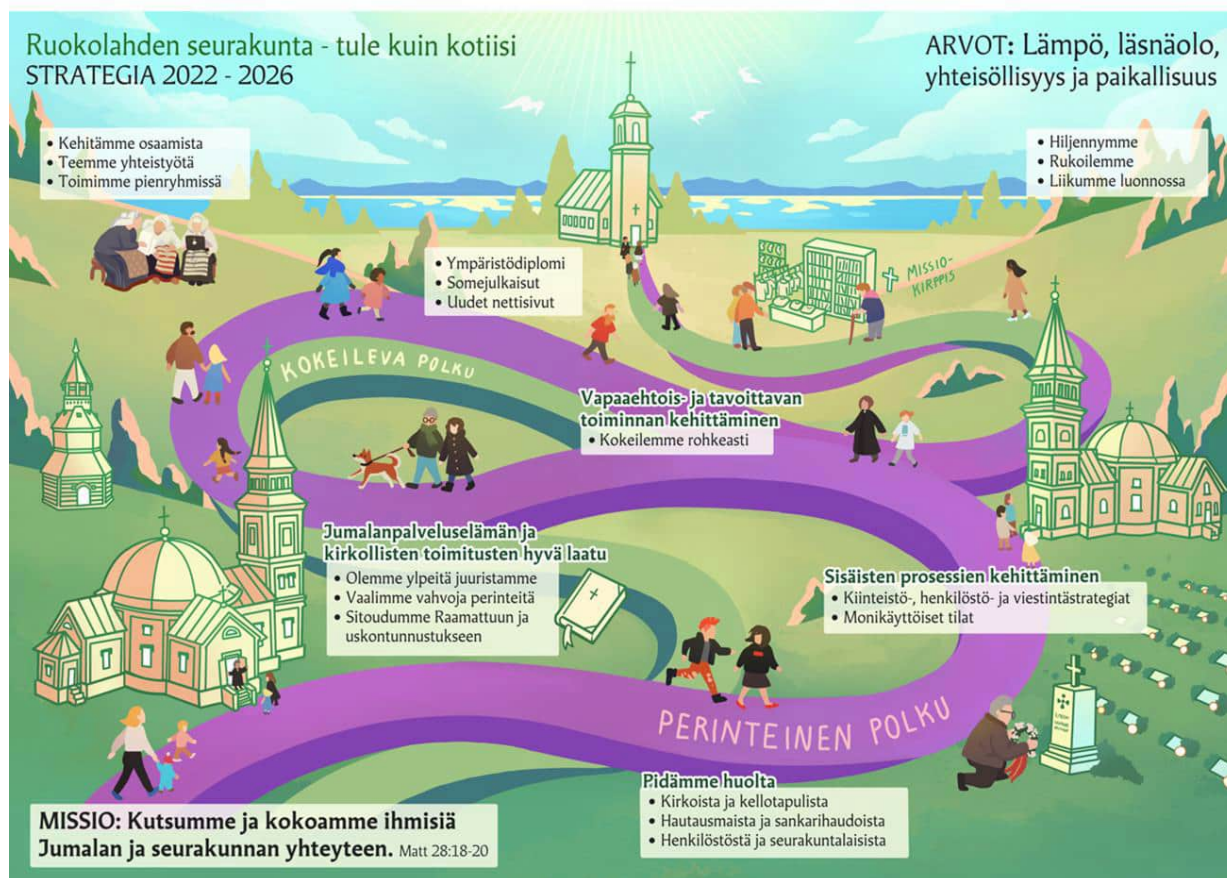 Ruokolahden seurakunta - tule kuin kotiisi
STRATEGIA 2022 - 2026
ARVOT: Lämpö, läsnäolo,
yhteisöllisyys ja paikallisuus
• Kehitämme osaamista
• Teemme yhteistyötä
• Toimimme pienryhmissä
• Hiljennymme
• Rukoilemme
• Liikumme luonnossa
• Ympäristödiplomi
• Somejulkaisut
• Uudet nettisivut
MISSIO-
KIRPPIS
KOKEILEVA POLKU
Vapaaehtois- ja tavoittavan
toiminnan kehittäminen
• Kokeilemme rohkeasti
Jumalanpalveluselämän ja
kirkollisten toimitusten hyvä laatu
• Olemme ylpeitä juuristamme
• Vaalimme vahvoja perinteitä
• Sitoudumme Raamattuun ja
uskontunnustukseen
Sisäisten prosessien kehittäminen
• Kiinteistö-, henkilöstö- ja viestintästrategiat
• Monikäyttöiset tilat
PERINTEINEN POLKU
Pidämme huolta
• Kirkoista ja kellotapulista
• Hautausmaista ja sankarihaudoista
• Henkilöstöstä ja seurakuntalaisista
MISSIO: Kutsumme ja kokoamme ihmisiä
Jumalan ja seurakunnan yhteyteen. Matt 28:18-20